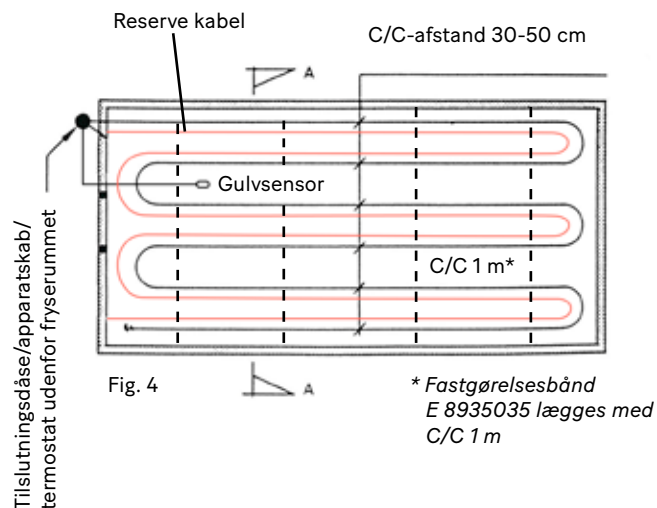 Reserve kabel
C/C-afstand 30-50 cm
A
Gulvsensor
C/C 1 m*
Tilslutningsdåse/apparatskab/
termostat udenfor fryserummet
Fig. 4
A
* Fastgørelsesbånd
E 8935035 lægges med
C/C 1 m